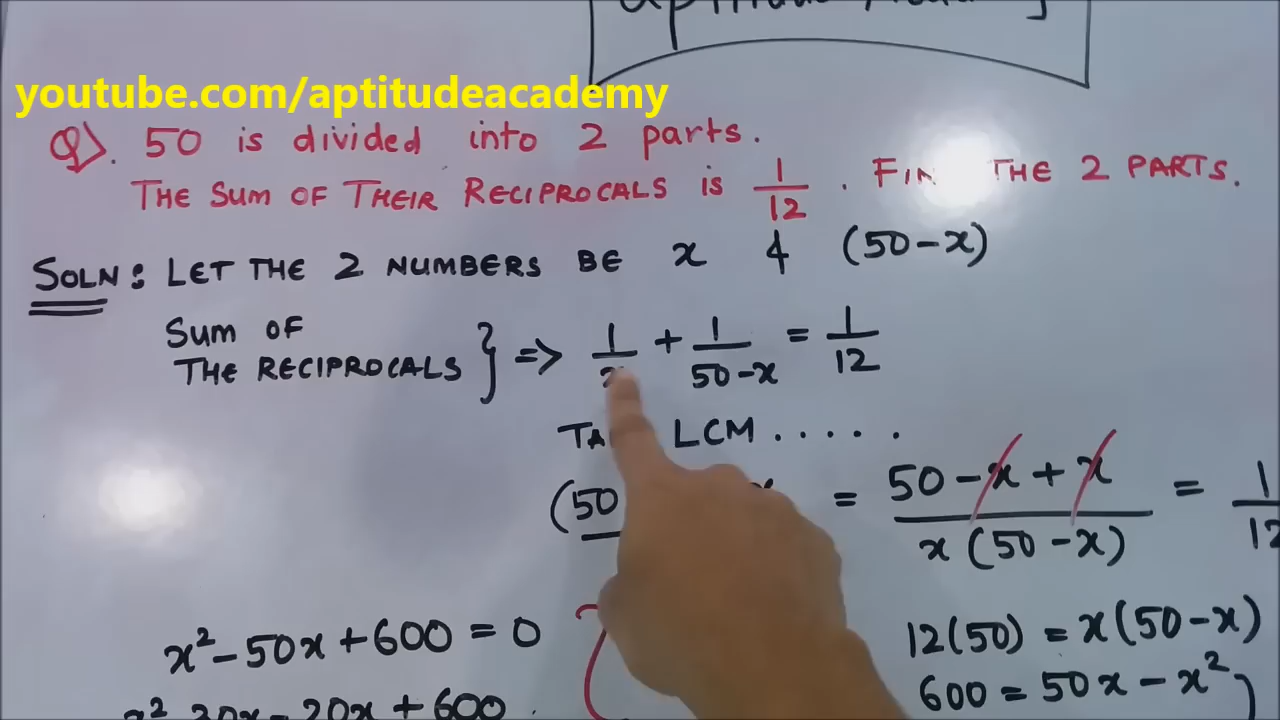 youtube.com/aptitudeacademy
Q). 50 is divided into 2 parts.
THE SUM OF THEIR RECIPROCALS is 1/12 . THE 2 PARTS.
SOLN: LET THE 2 NUMBERS BE x & (50-x)
SUM OF
THE RECIPROCALS } => 1/x + 1/(50-x) = 1/12
LCM.....
(50 = (50-x+x)/(x(50-x)) = 1/12
12(50) = x(50-x)
x²-50x+600 = 0
600 = 50x-x²